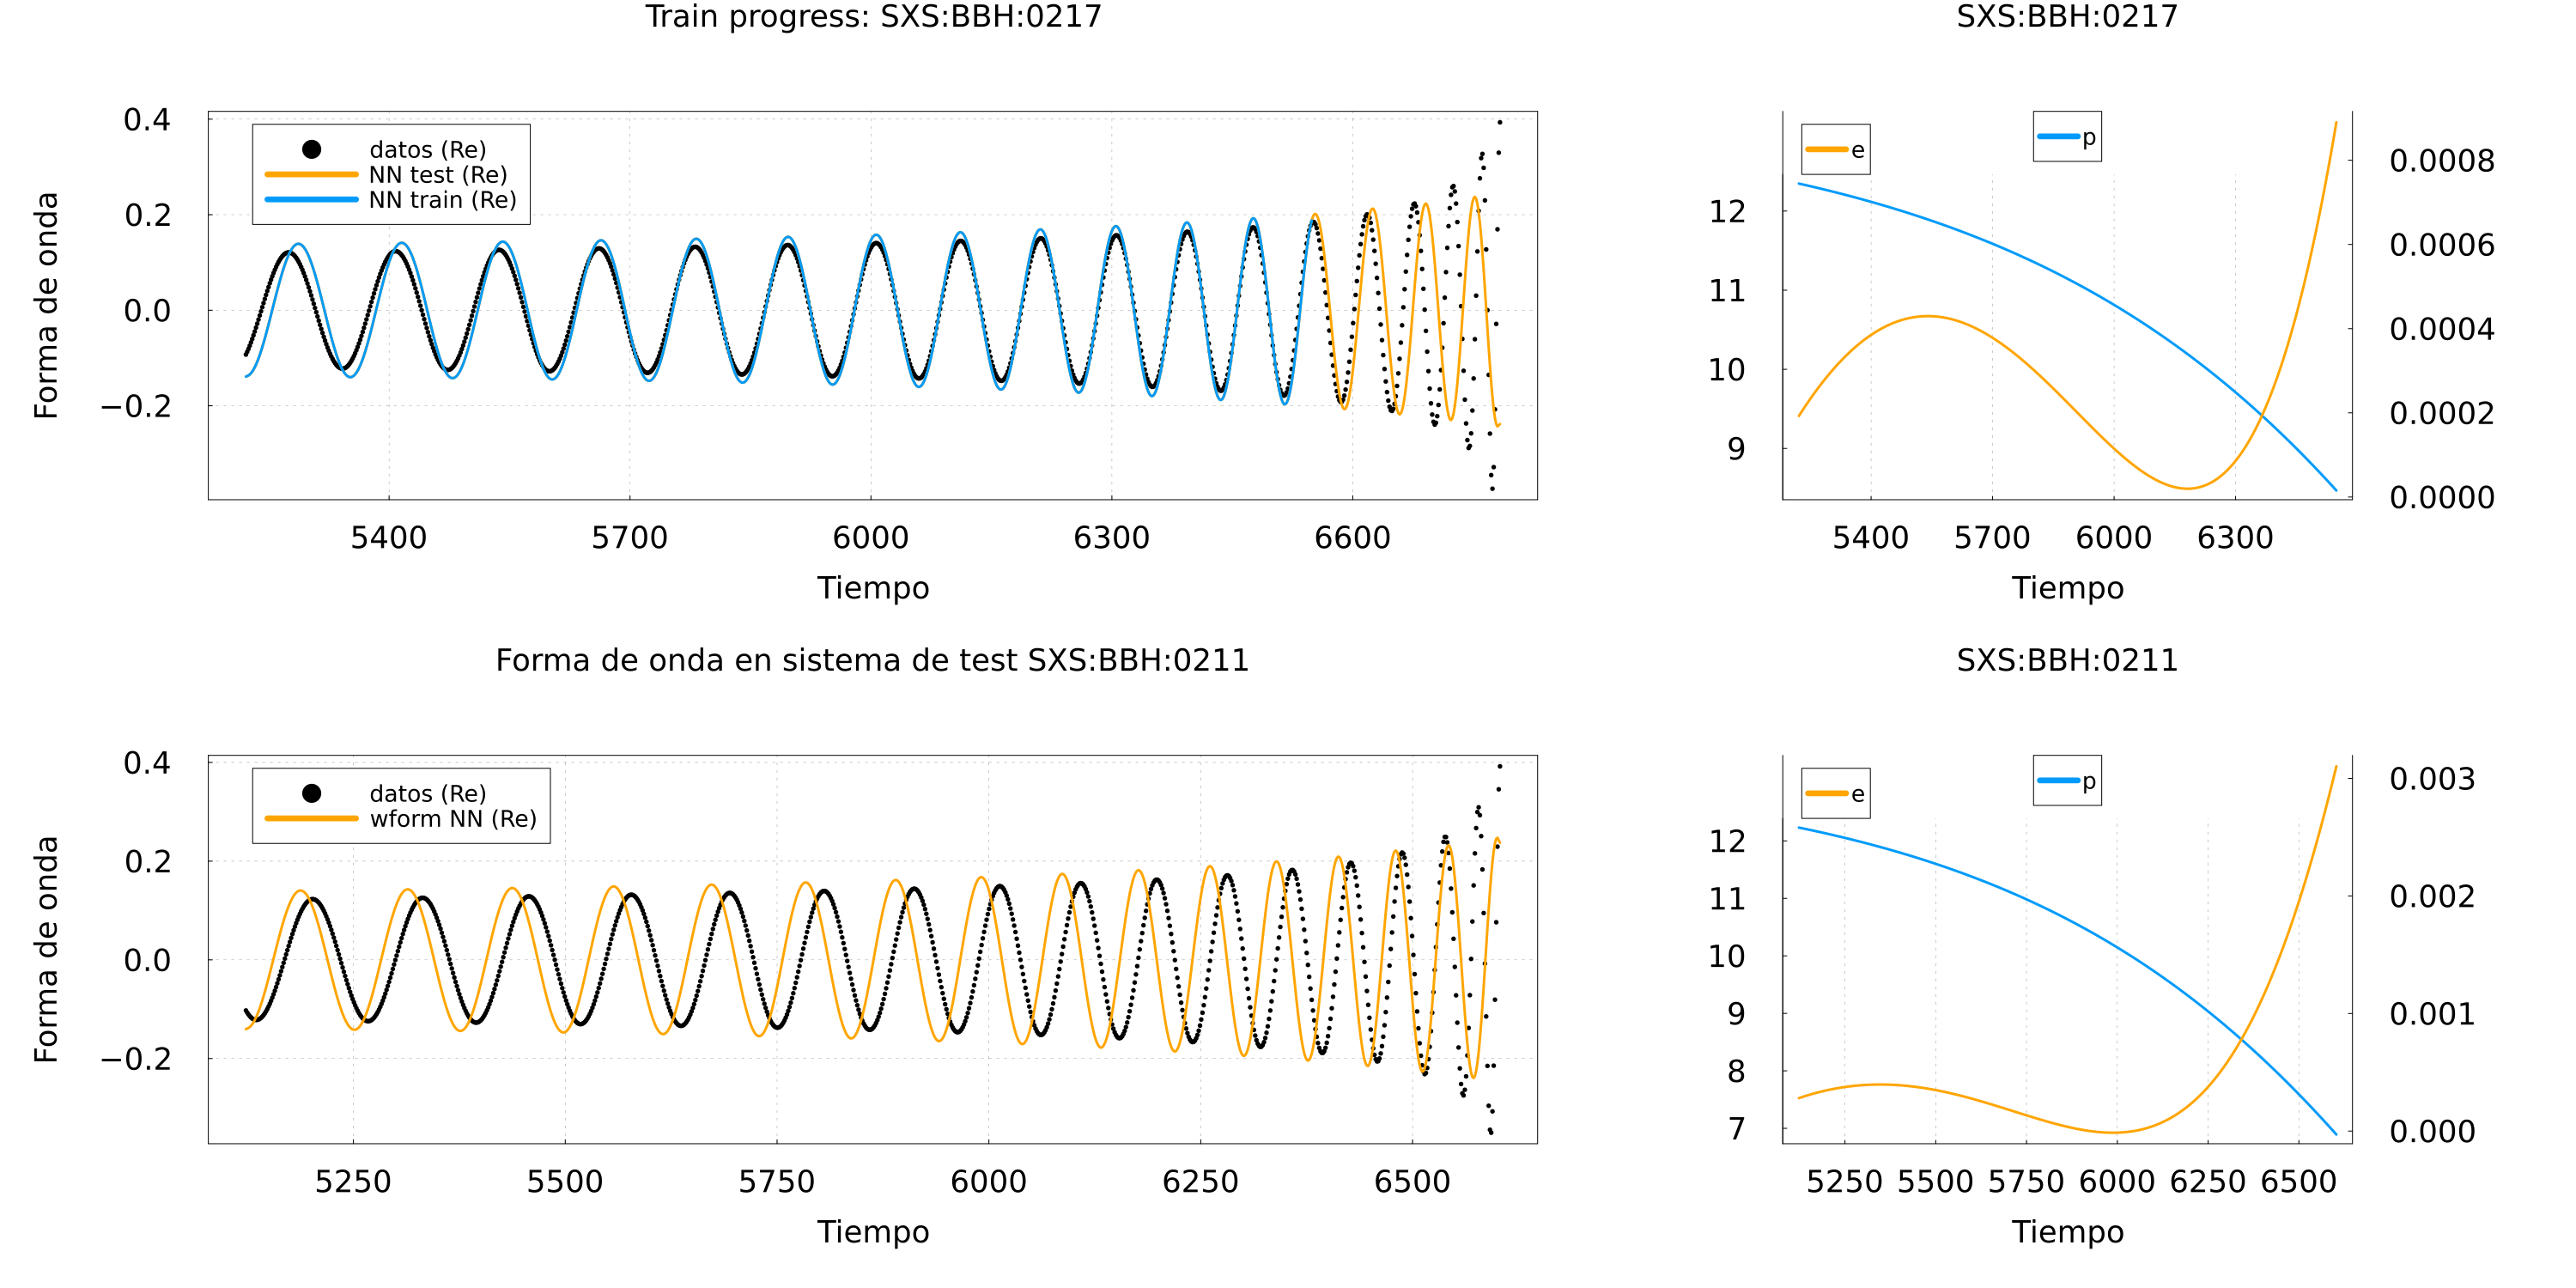 Train progress: SXS:BBH:0217
SXS:BBH:0217
0.4
0.2
0.0
−0.2
Forma de onda
datos (Re)
NN test (Re)
NN train (Re)
5400 5700 6000 6300 6600
Tiempo
e
p
12
11
10
9
0.0008
0.0006
0.0004
0.0002
0.0000
5400 5700 6000 6300
Tiempo
Forma de onda en sistema de test SXS:BBH:0211
SXS:BBH:0211
0.4
0.2
0.0
−0.2
Forma de onda
datos (Re)
wform NN (Re)
5250 5500 5750 6000 6250 6500
Tiempo
e
p
12
11
10
9
8
7
0.003
0.002
0.001
0.000
5250 5500 5750 6000 6250 6500
Tiempo